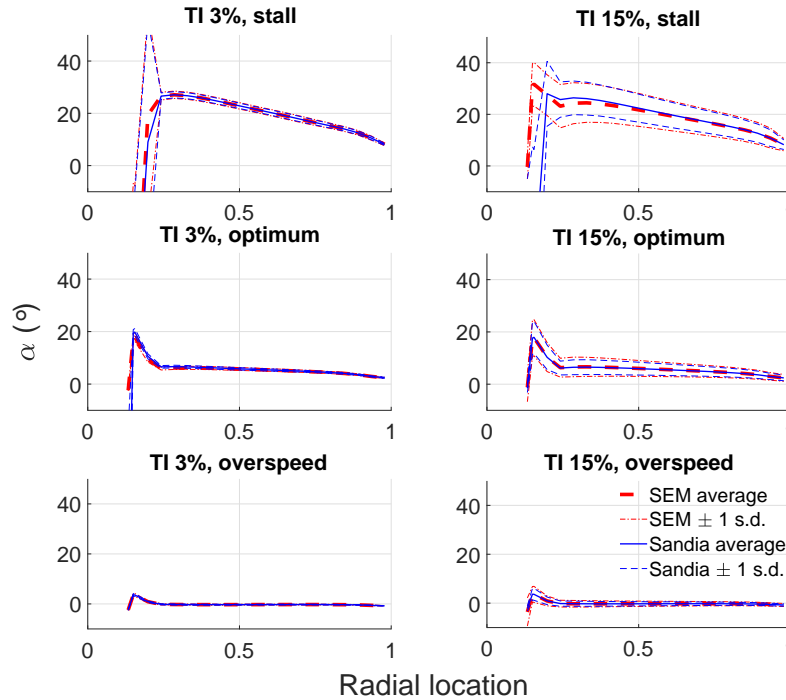 TI 3%, stall
TI 15%, stall
40
20
0
0
0.5
1
40
20
0
0
0.5
TI 3%, optimum
TI 15%, optimum
40
20
0
0
0.5
1
40
20
0
0
0.5
α (°)
TI 3%, overspeed
TI 15%, overspeed
40
20
0
0
0.5
1
40
20
0
0
0.5
SEM average
SEM ± 1 s.d.
Sandia average
Sandia ± 1 s.d.
Radial location